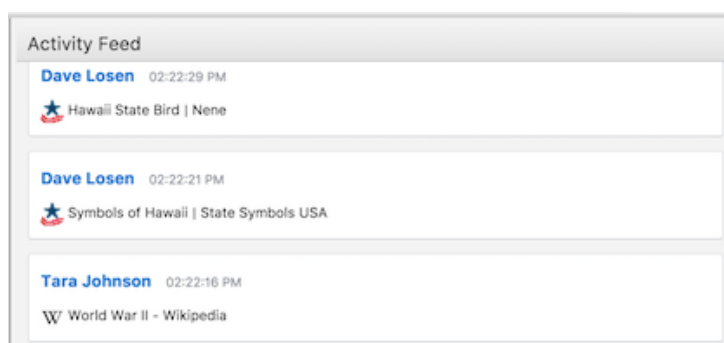 Activity Feed
Dave Losen 02:22:29 PM
Hawaii State Bird | Nene
Dave Losen 02:22:21 PM
Symbols of Hawaii | State Symbols USA
Tara Johnson 02:22:16 PM
W World War II - Wikipedia